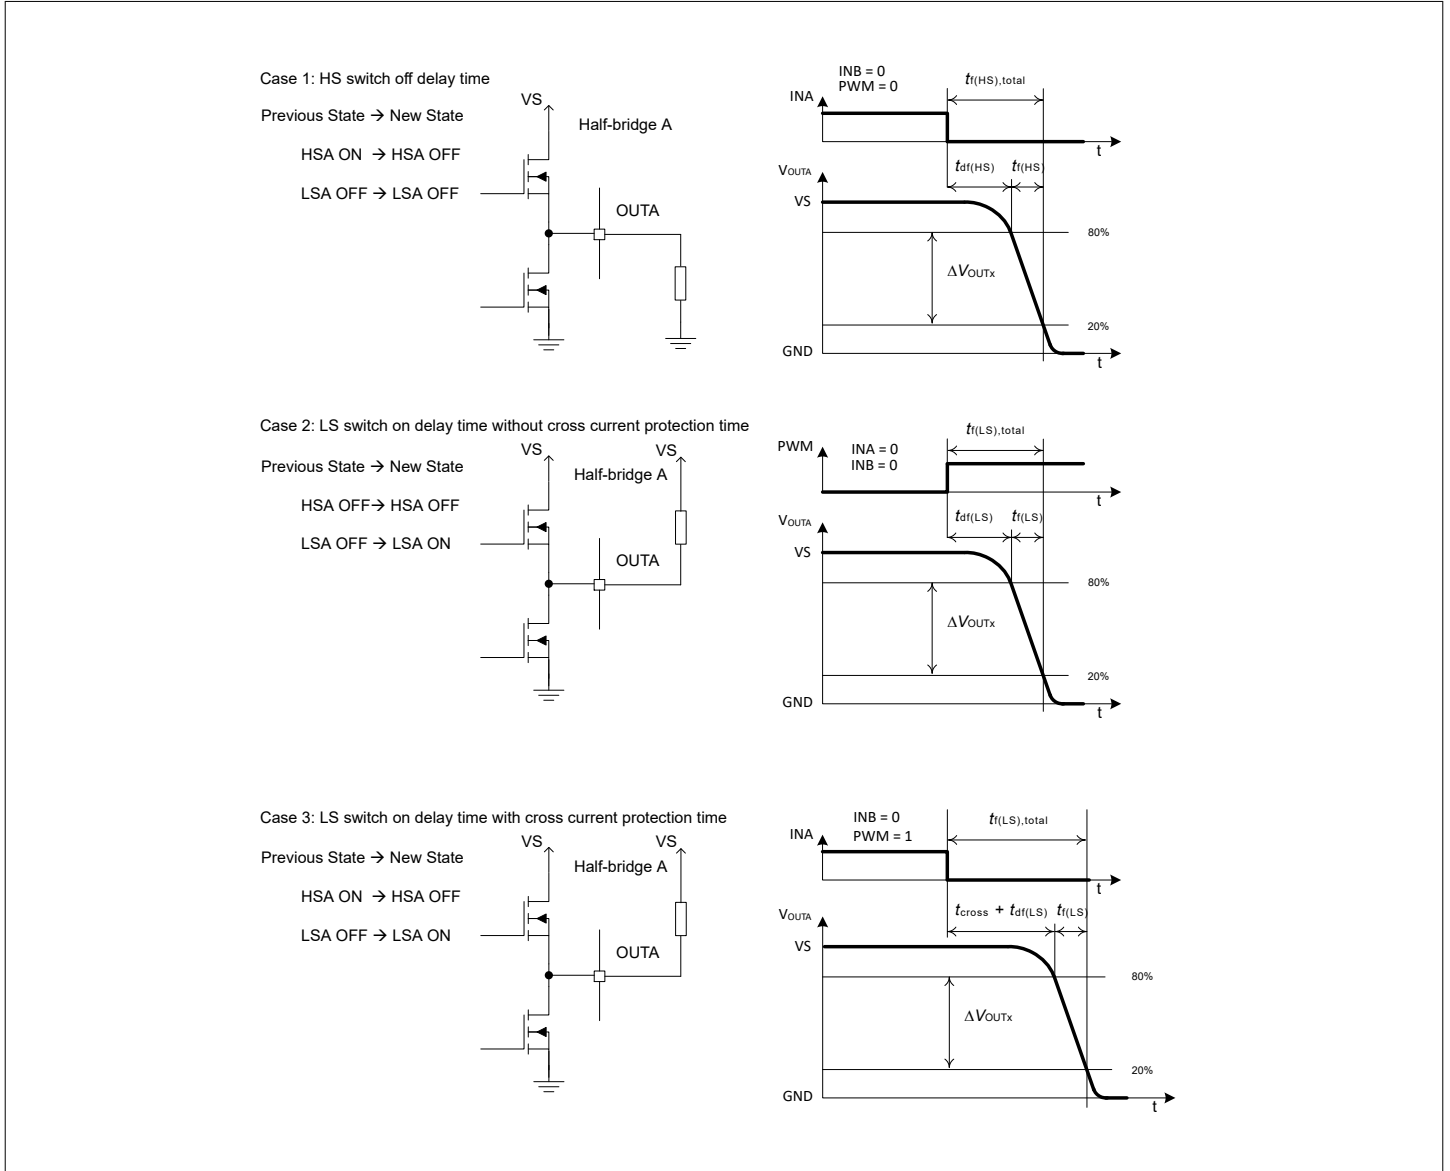 Case 1: HS switch off delay time
Previous State → New State
HSA ON → HSA OFF
LSA OFF → LSA OFF
VS
Half-bridge A
OUTA
INA
INB = 0
PWM = 0
tf(HS),total
t
VOUTA
tdf(HS)
tf(HS)
VS
80%
ΔVOUTx
20%
GND
t
Case 2: LS switch on delay time without cross current protection time
Previous State → New State
HSA OFF→ HSA OFF
LSA OFF → LSA ON
VS
VS
Half-bridge A
OUTA
PWM
INA = 0
INB = 0
tf(LS),total
t
VOUTA
tdf(LS)
tf(LS)
VS
80%
ΔVOUTx
20%
GND
t
Case 3: LS switch on delay time with cross current protection time
Previous State → New State
HSA ON → HSA OFF
LSA OFF → LSA ON
VS
VS
Half-bridge A
OUTA
INA
INB = 0
PWM = 1
tf(LS),total
t
VOUTA
tcross + tdf(LS)
tf(LS)
VS
80%
ΔVOUTx
20%
GND
t